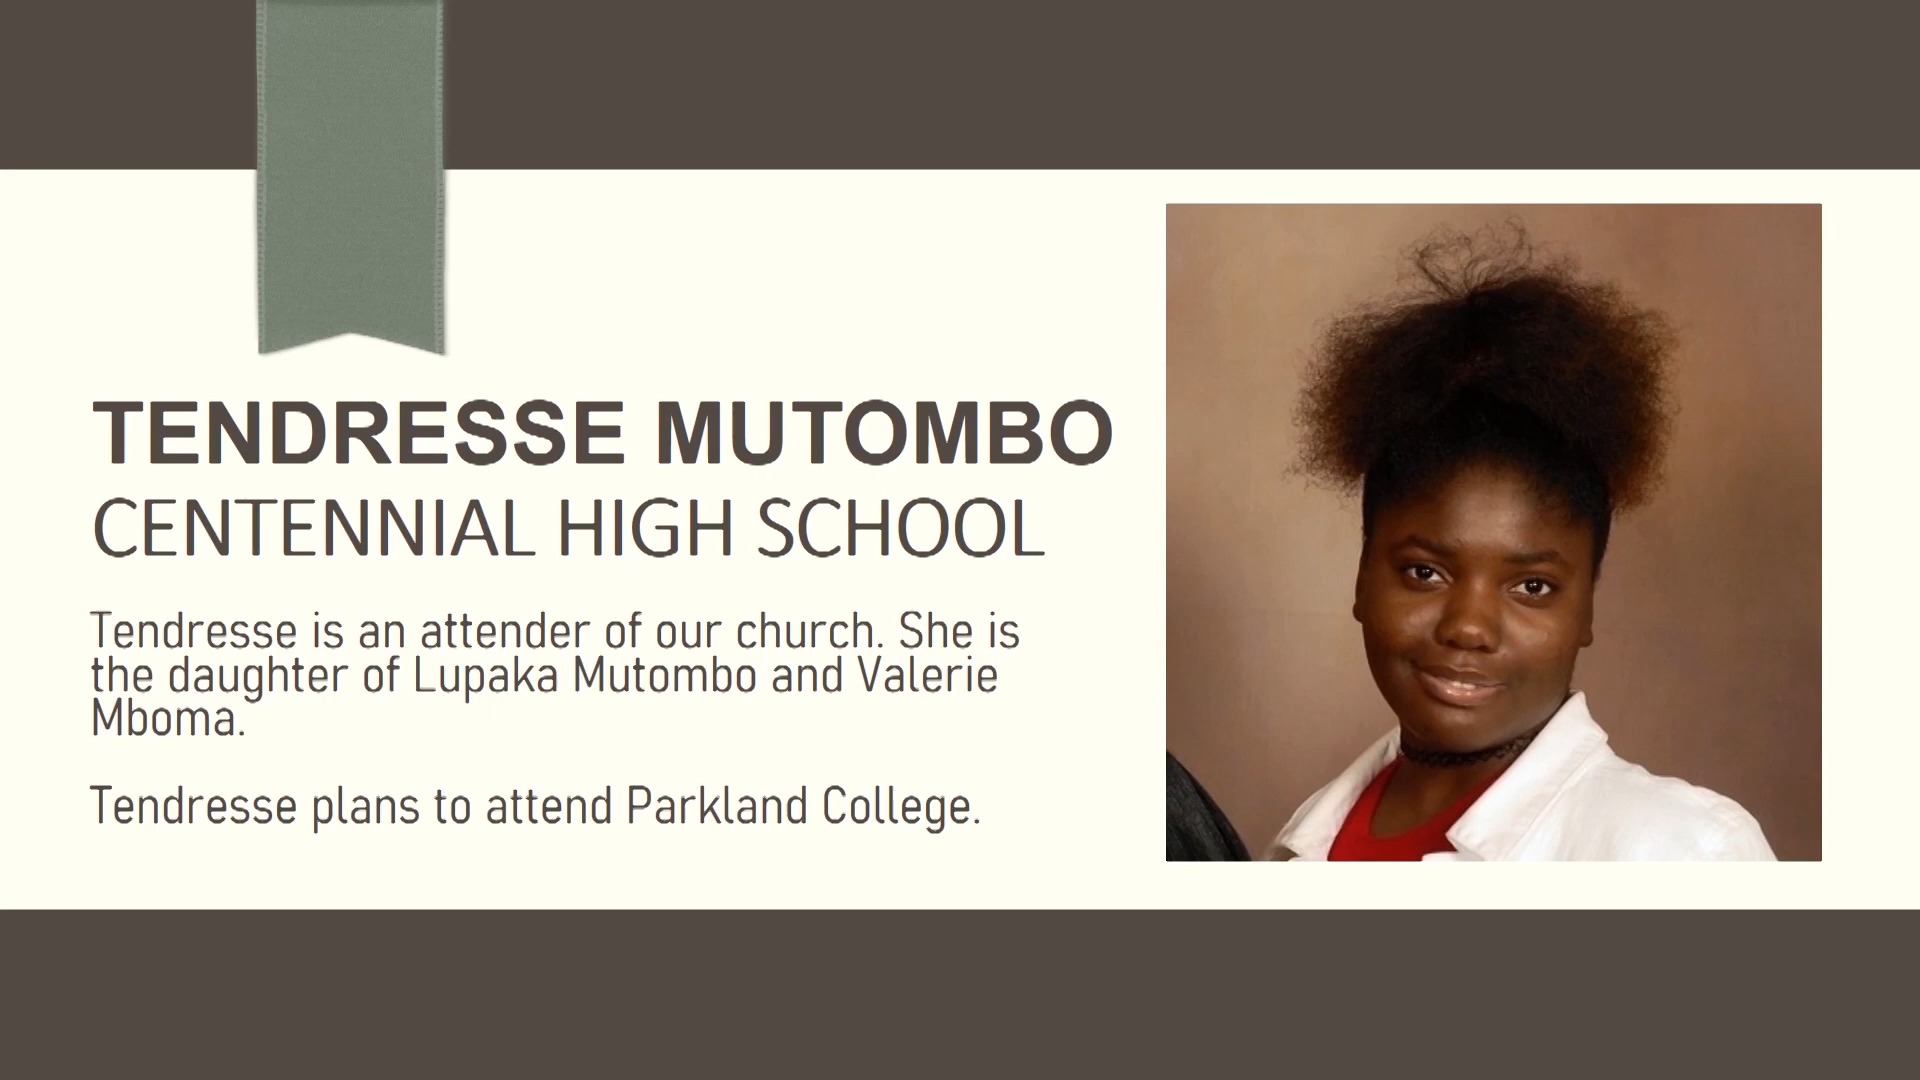 TENDRESSE MUTOMBO
CENTENNIAL HIGH SCHOOL
Tendresse is an attender of our church. She is
the daughter of Lupaka Mutombo and Valerie
Mboma.
Tendresse plans to attend Parkland College.